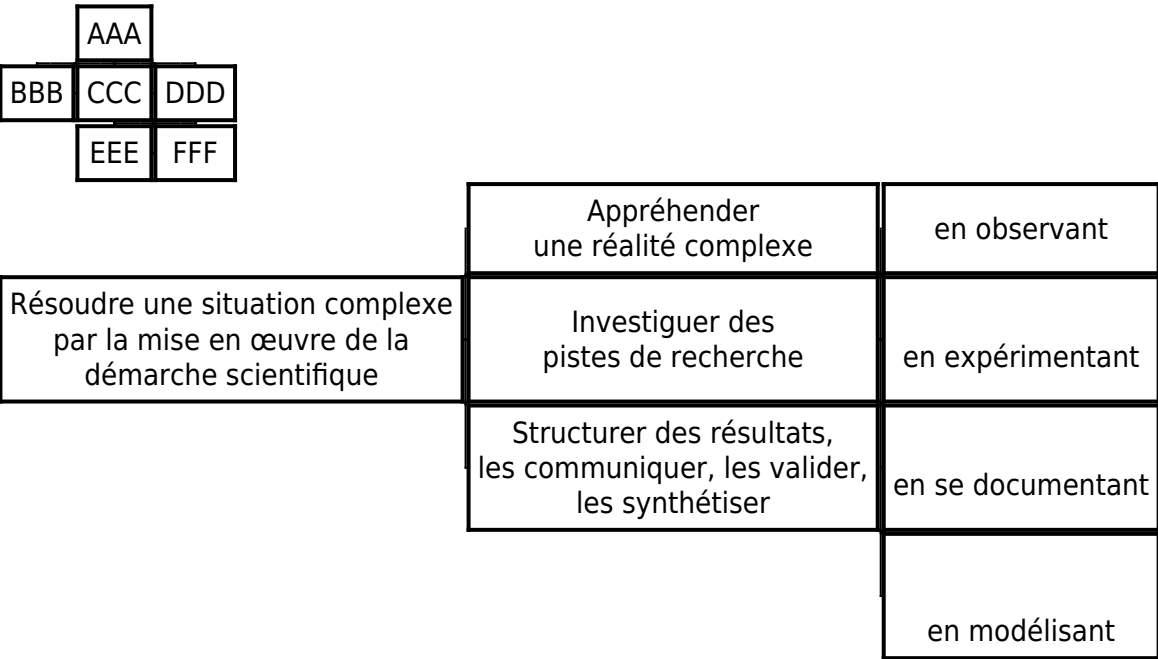 AAA
BBB CCC DDD
EEE FFF
Appréhender
une réalité complexe
en observant
Résoudre une situation complexe
par la mise en œuvre de la
démarche scientifique
Investiguer des
pistes de recherche
en expérimentant
Structurer des résultats,
les communiquer, les valider,
les synthétiser
en se documentant
en modélisant